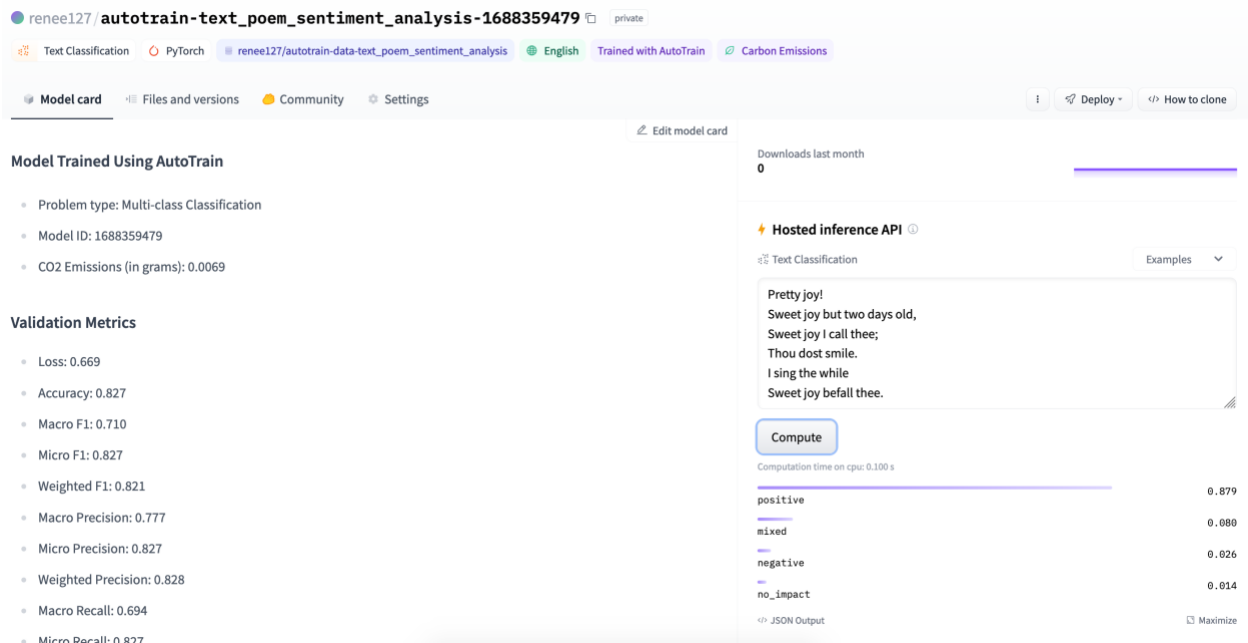 renee127/autotrain-text_poem_sentiment_analysis-1688359479 private
Text Classification PyTorch renee127/autotrain-data-text_poem_sentiment_analysis English Trained with AutoTrain Carbon Emissions
Model card Files and versions Community Settings Deploy </> How to clone
Edit model card
Model Trained Using AutoTrain
Problem type: Multi-class Classification
Model ID: 1688359479
CO2 Emissions (in grams): 0.0069
Validation Metrics
Loss: 0.669
Accuracy: 0.827
Macro F1: 0.710
Micro F1: 0.827
Weighted F1: 0.821
Macro Precision: 0.777
Micro Precision: 0.827
Weighted Precision: 0.828
Macro Recall: 0.694
Micro Recall: 0.827
Downloads last month
0
Hosted inference API
Text Classification Examples
Pretty joy!
Sweet joy but two days old,
Sweet joy I call thee;
Thou dost smile.
I sing the while
Sweet joy befall thee.
Compute
Computation time on cpu: 0.100 s
positive 0.879
mixed 0.080
negative 0.026
no_impact 0.014
</> JSON Output Maximize